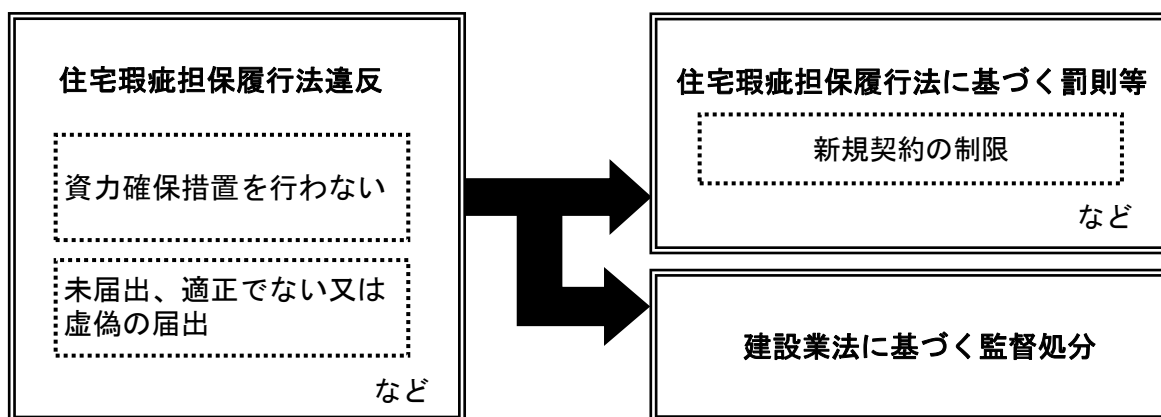 住宅瑕疵担保履行法違反
資力確保措置を行わない
未届出、適正でない又は
虚偽の届出
など
住宅瑕疵担保履行法に基づく罰則等
新規契約の制限
など
建設業法に基づく監督処分